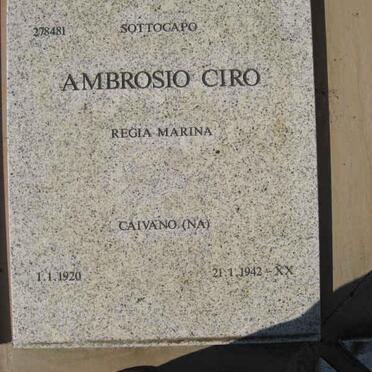 278481 SOTTOCAPO
AMBROSIO CIRO
REGIA MARINA
CAIVANO (NA)
1.1.1920 21.1.1942-XX